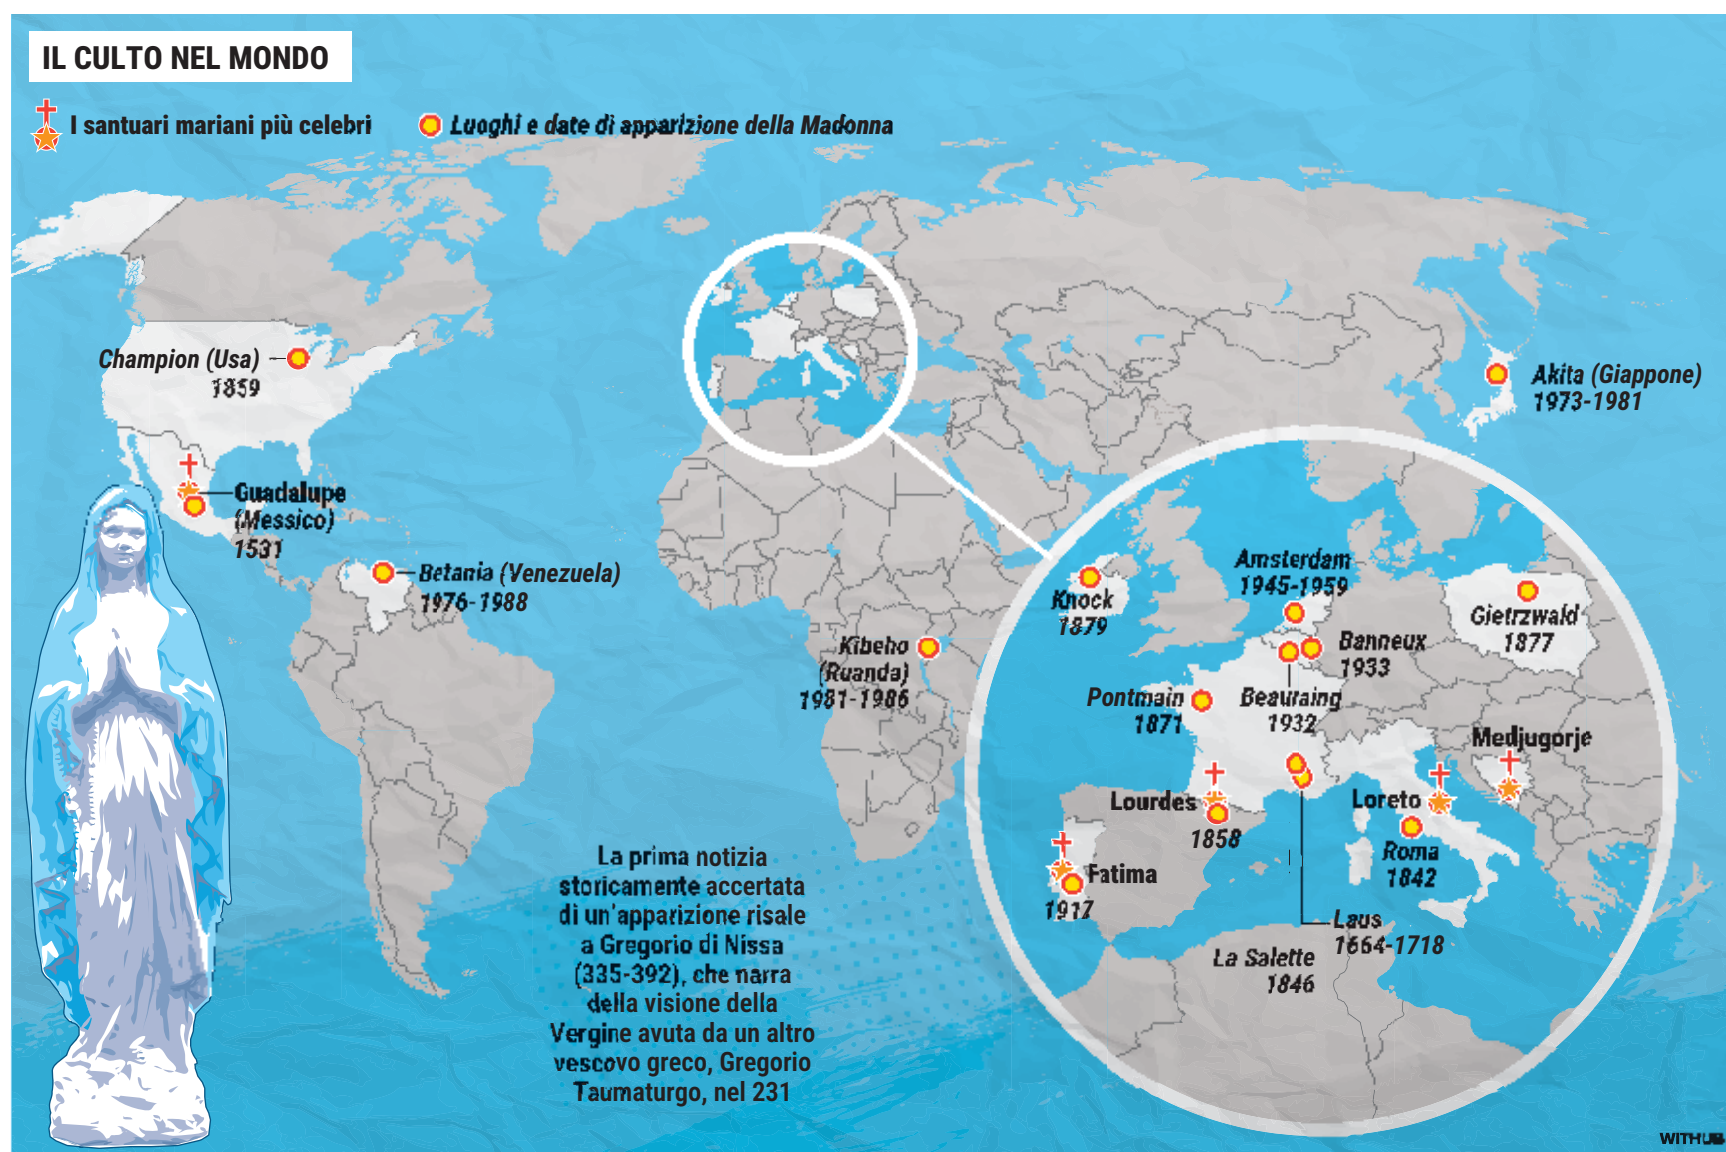 IL CULTO NEL MONDO
I santuari mariani più celebri
Luoghi e date di apparizione della Madonna
Champion (Usa)
1859
Guadalupe
(Messico)
1531
Betania (Venezuela)
1976-1988
Kibeho
(Ruanda)
1981-1986
Akita (Giappone)
1973-1981
Knock
1879
Amsterdam
1945-1959
Gietrzwald
1877
Banneux
1933
Pontmain
1871
Beauraing
1932
Medjugorje
Lourdes
1858
Loreto
Roma
1842
Fatima
1917
Laus
1664-1718
La Salette
1846
La prima notizia
storicamente accertata
di un'apparizione risale
a Gregorio di Nissa
(335-392), che narra
della visione della
Vergine avuta da un altro
vescovo greco, Gregorio
Taumaturgo, nel 231
WITHUB